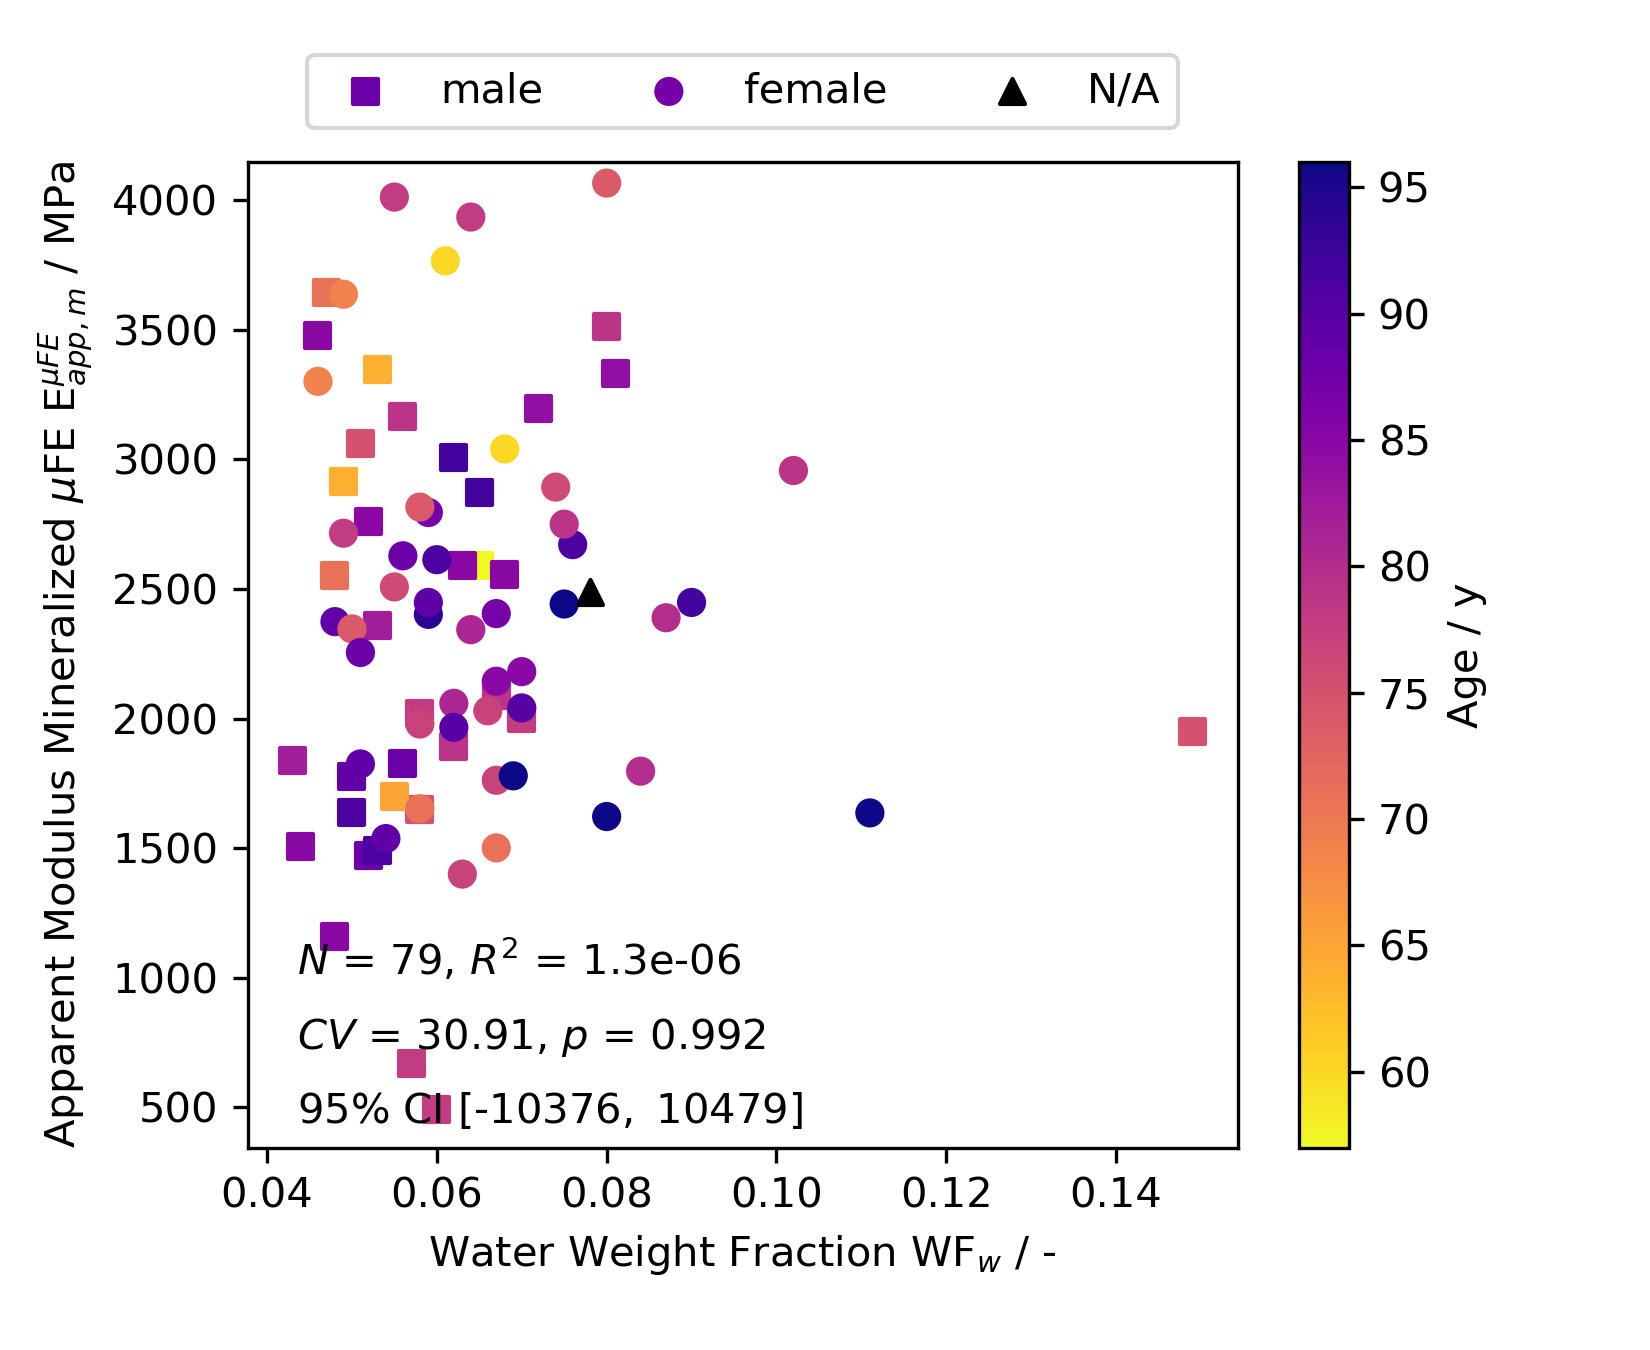 male female N/A
Apparent Modulus Mineralized μFE E^{μFE}_{app, m} / MPa
4000
3500
3000
2500
2000
1500
1000
500
N = 79, R² = 1.3e-06
CV = 30.91, p = 0.992
95% CI [-10376, 10479]
0.04 0.06 0.08 0.10 0.12 0.14
Water Weight Fraction WF_w / -
95
90
85
80
75
70
65
60
Age / y